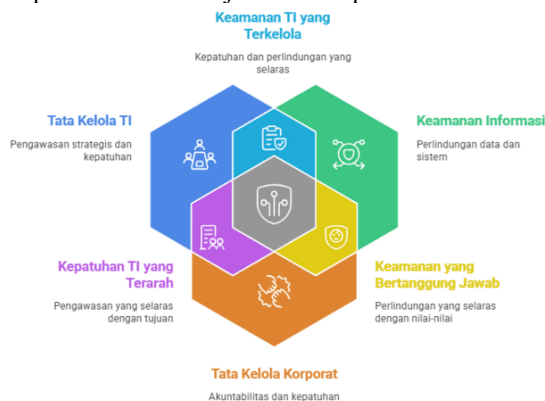 Keamanan TI yang
Terkelola
Kepatuhan dan perlindungan yang
selaras
Tata Kelola TI
Pengawasan strategis dan
kepatuhan
Keamanan Informasi
Perlindungan data dan
sistem
Kepatuhan TI yang
Terarah
Pengawasan yang selaras
dengan tujuan
Keamanan yang
Bertanggung Jawab
Perlindungan yang selaras
dengan nilai-nilai
Tata Kelola Korporat
Akuntabilitas dan kepatuhan